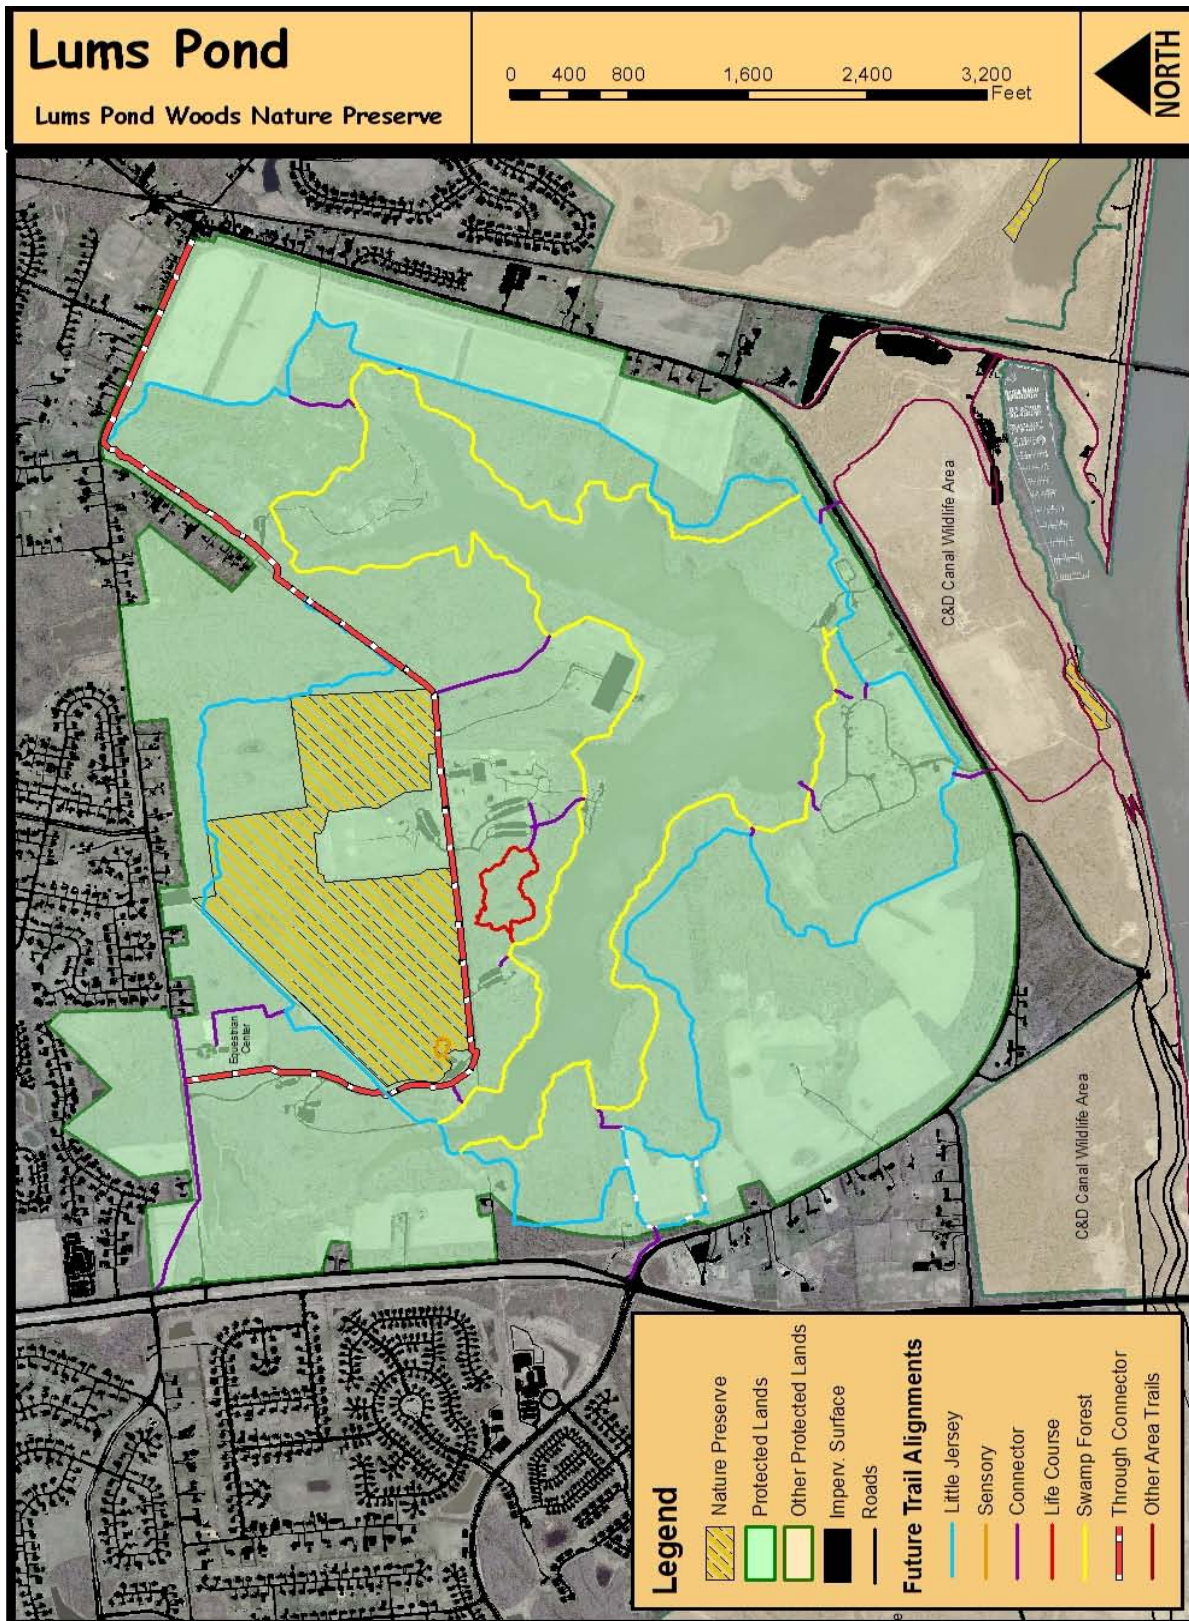 Lums Pond
Lums Pond Woods Nature Preserve
0 400 800 1,600 2,400 3,200
Feet
NORTH
Equestrian
Center
C&D Canal Wildlife Area
C&D Canal Wildlife Area
Legend
Nature Preserve
Protected Lands
Other Protected Lands
Imperv. Surface
Roads
Future Trail Alignments
Little Jersey
Sensory
Connector
Life Course
Swamp Forest
Through Connector
Other Area Trails
e